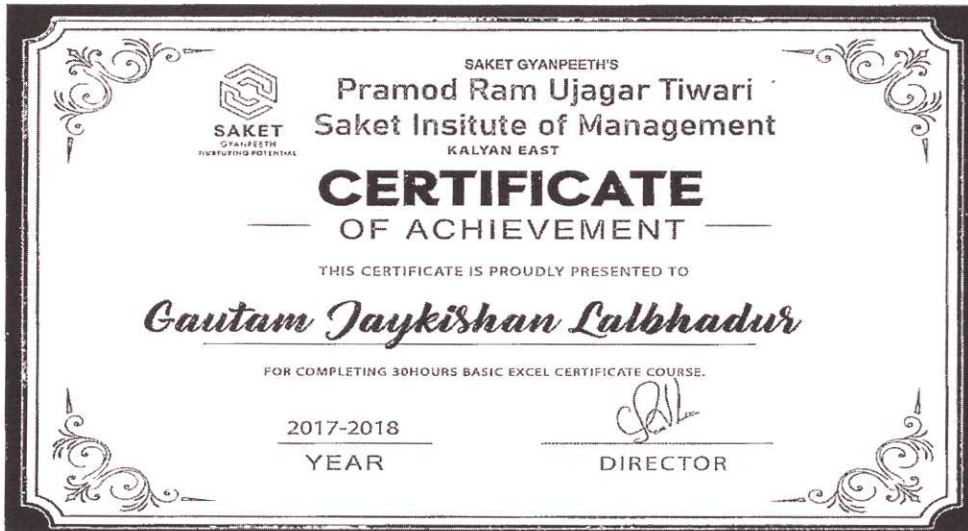 SAKET GYANPEETH'S
Pramod Ram Ujagar Tiwari
Saket Insitute of Management
KALYAN EAST
SAKET
GYANPEETH
NURTURING POTENTIAL
CERTIFICATE
OF ACHIEVEMENT
THIS CERTIFICATE IS PROUDLY PRESENTED TO
Gautam Jaykishan Lalbhadur
FOR COMPLETING 30HOURS BASIC EXCEL CERTIFICATE COURSE.
2017-2018
YEAR
DIRECTOR